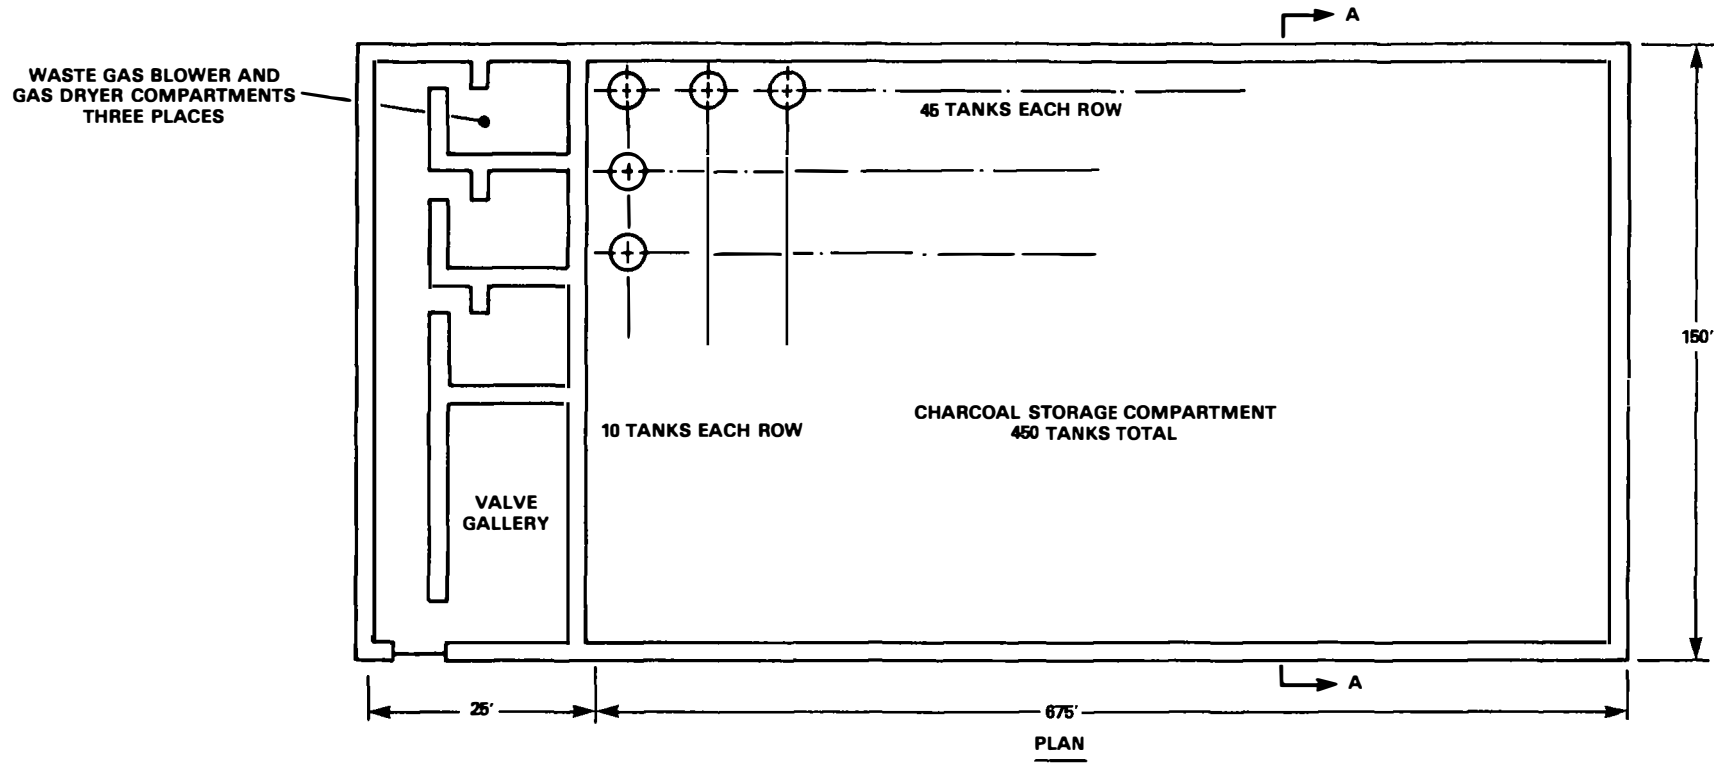 A
WASTE GAS BLOWER AND
GAS DRYER COMPARTMENTS
THREE PLACES
45 TANKS EACH ROW
150'
CHARCOAL STORAGE COMPARTMENT
450 TANKS TOTAL
10 TANKS EACH ROW
VALVE
GALLERY
A
25'
675'
PLAN